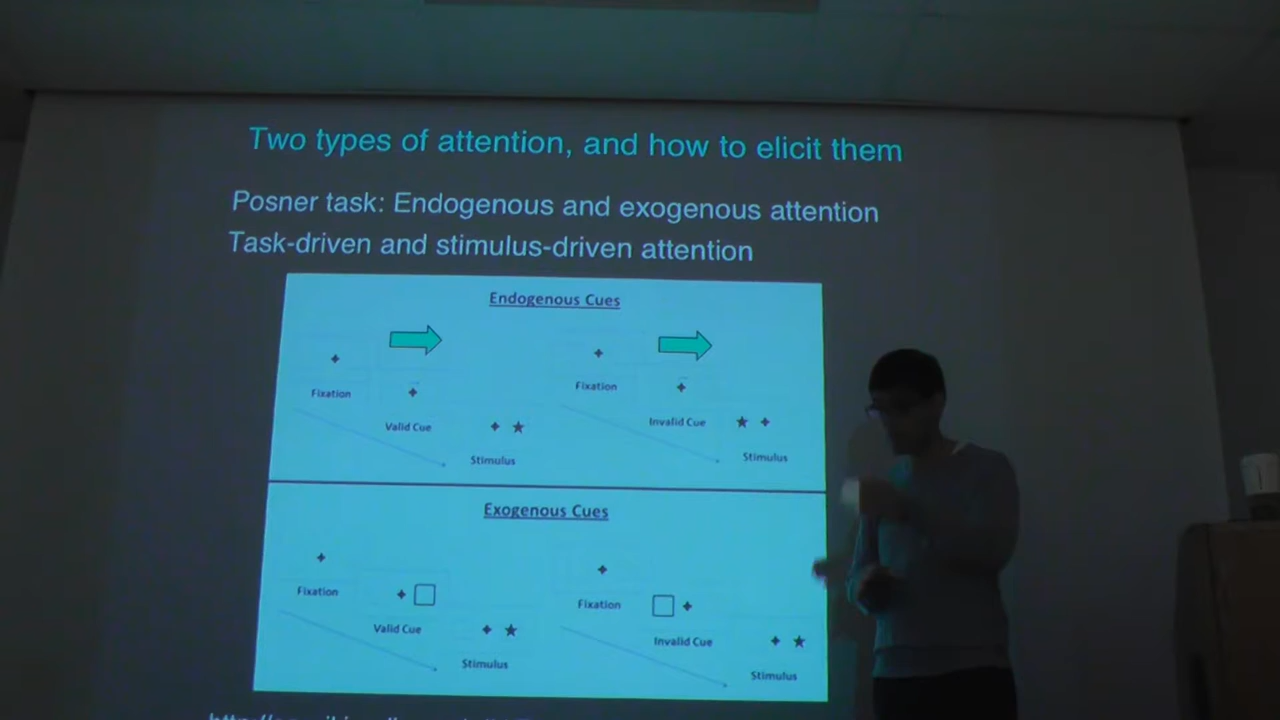 Two types of attention, and how to elicit them
Posner task: Endogenous and exogenous attention
Task-driven and stimulus-driven attention
Endogenous Cues
Fixation
Valid Cue
Stimulus
Fixation
Invalid Cue
Stimulus
Exogenous Cues
Fixation
Valid Cue
Stimulus
Fixation
Invalid Cue
Stimulus